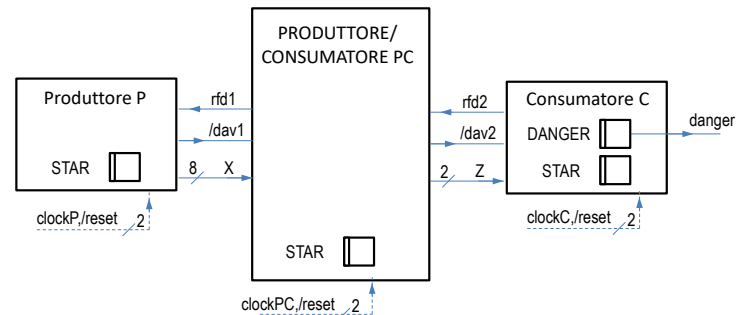 PRODUTTORE/
CONSUMATORE PC
Produttore P
rfd1
/dav1
STAR
8 X
clockP,/reset 2
STAR
clockPC,/reset 2
rfd2
/dav2
2 Z
Consumatore C
DANGER
danger
STAR
clockC,/reset 2